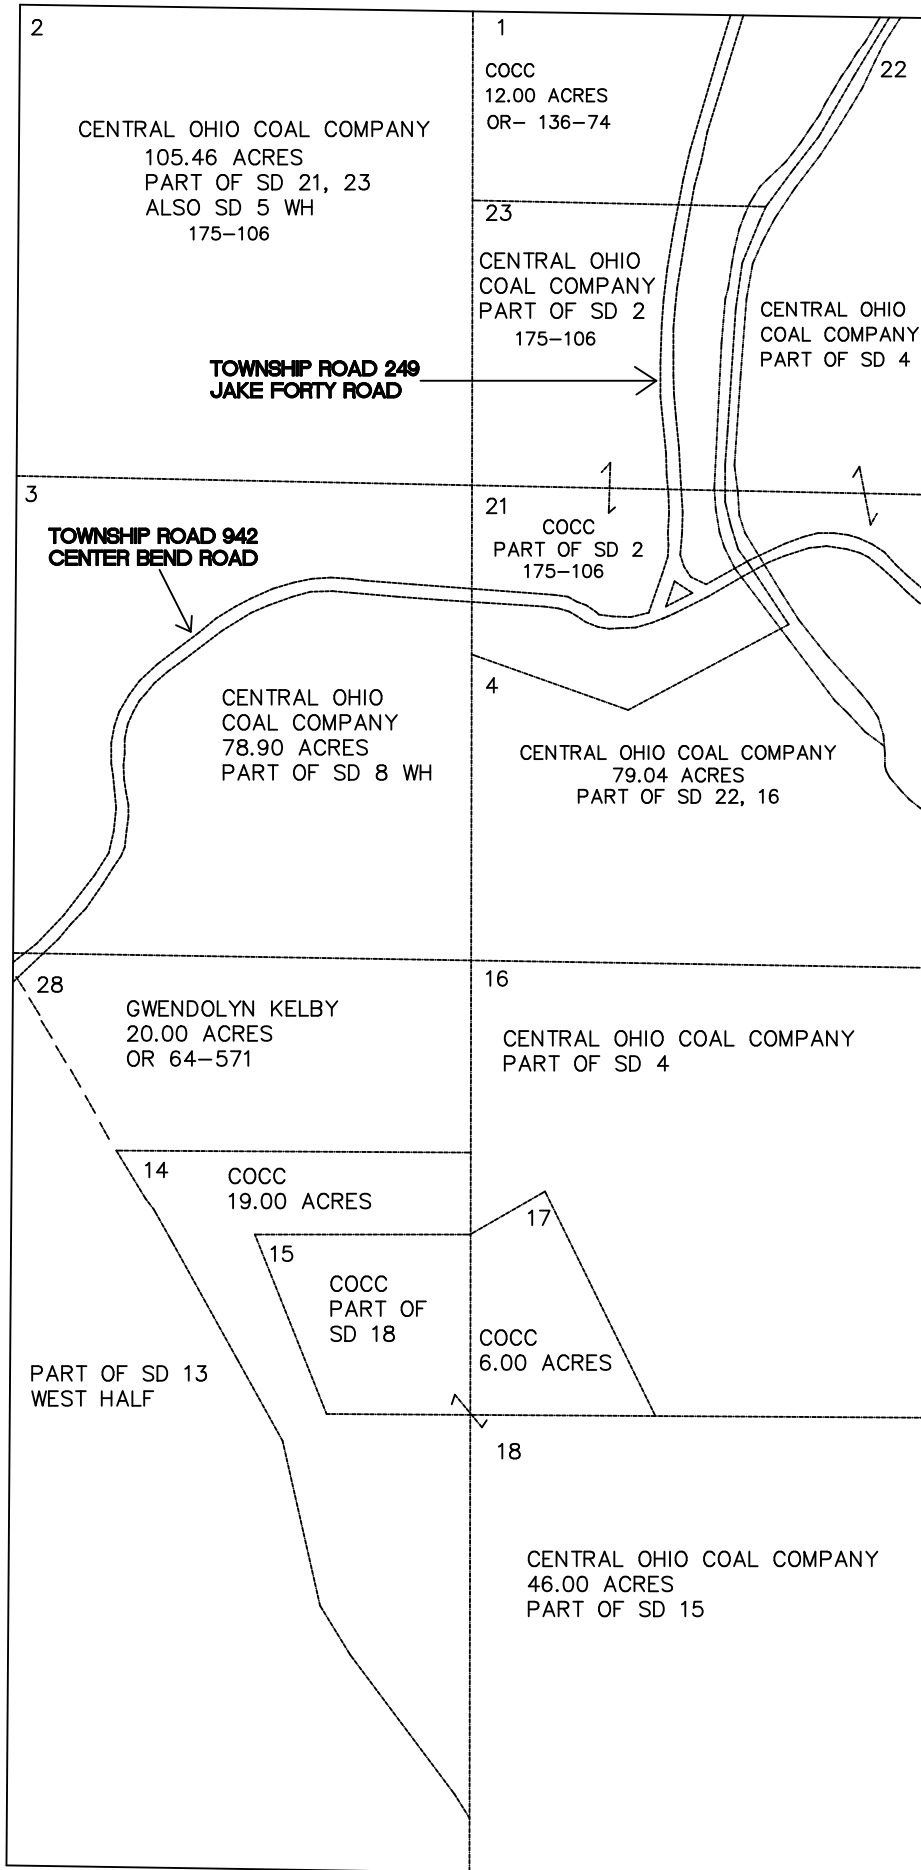 2
CENTRAL OHIO COAL COMPANY
105.46 ACRES
PART OF SD 21, 23
ALSO SD 5 WH
175-106
1
COCC
12.00 ACRES
OR- 136-74
22
23
CENTRAL OHIO
COAL COMPANY
PART OF SD 2
175-106
CENTRAL OHIO
COAL COMPANY
PART OF SD 4
TOWNSHIP ROAD 249
JAKE FORTY ROAD
3
TOWNSHIP ROAD 942
CENTER BEND ROAD
21
COCC
PART OF SD 2
175-106
CENTRAL OHIO
COAL COMPANY
78.90 ACRES
PART OF SD 8 WH
4
CENTRAL OHIO COAL COMPANY
79.04 ACRES
PART OF SD 22, 16
28
GWENDOLYN KELBY
20.00 ACRES
OR 64-571
16
CENTRAL OHIO COAL COMPANY
PART OF SD 4
14
COCC
19.00 ACRES
15
COCC
PART OF
SD 18
17
COCC
6.00 ACRES
PART OF SD 13
WEST HALF
18
CENTRAL OHIO COAL COMPANY
46.00 ACRES
PART OF SD 15